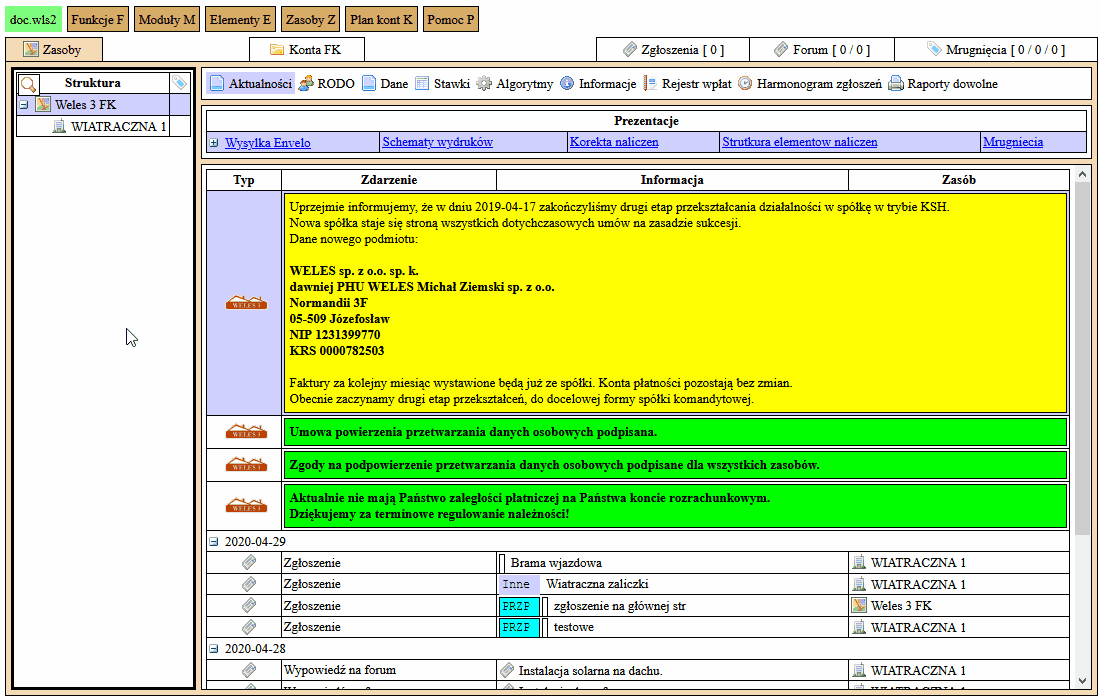 doc.wls2 Funkcje F Moduły M Elementy E Zasoby Z Plan kont K Pomoc P
Zasoby Konta FK Zgłoszenia [ 0 ] Forum [ 0 / 0 ] Mrugnięcia [ 0 / 0 / 0 ]
Struktura
Weles 3 FK
WIATRACZNA 1
Aktualności RODO Dane Stawki Algorytmy Informacje Rejestr wpłat Harmonogram zgłoszeń Raporty dowolne
Prezentacje
Wysylka Envelo Schematy wydruków Korekta naliczen Strutkura elementow naliczen Mrugniecia
Typ Zdarzenie Informacja Zasób
Uprzejmie informujemy, że w dniu 2019-04-17 zakończyliśmy drugi etap przekształcania działalności w spółkę w trybie KSH.
Nowa spółka staje się stroną wszystkich dotychczasowych umów na zasadzie sukcesji.
Dane nowego podmiotu:
WELES sp. z o.o. sp. k.
dawniej PHU WELES Michał Ziemski sp. z o.o.
Normandii 3F
05-509 Józefosław
NIP 1231399770
KRS 0000782503
Faktury za kolejny miesiąc wystawione będą już ze spółki. Konta płatności pozostają bez zmian.
Obecnie zaczynamy drugi etap przekształceń, do docelowej formy spółki komandytowej.
WELES 3
WELES 3 Umowa powierzenia przetwarzania danych osobowych podpisana.
WELES 3 Zgody na podpowierzenie przetwarzania danych osobowych podpisane dla wszystkich zasobów.
WELES 3 Aktualnie nie mają Państwo zaległości płatniczej na Państwa koncie rozrachunkowym.
Dziękujemy za terminowe regulowanie należności!
2020-04-29
Zgłoszenie Brama wjazdowa WIATRACZNA 1
Zgłoszenie Inne Wiatraczna zaliczki WIATRACZNA 1
Zgłoszenie PRZP zgłoszenie na głównej str Weles 3 FK
Zgłoszenie PRZP testowe WIATRACZNA 1
2020-04-28
Wypowiedź na forum Instalacja solarna na dachu. WIATRACZNA 1